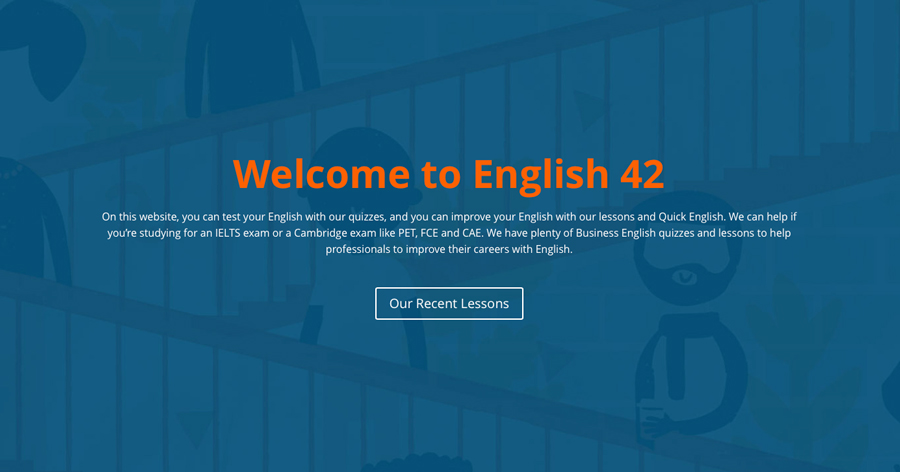 Welcome to English 42
On this website, you can test your English with our quizzes, and you can improve your English with our lessons and Quick English. We can help if
you’re studying for an IELTS exam or a Cambridge exam like PET, FCE and CAE. We have plenty of Business English quizzes and lessons to help
professionals to improve their careers with English.
Our Recent Lessons